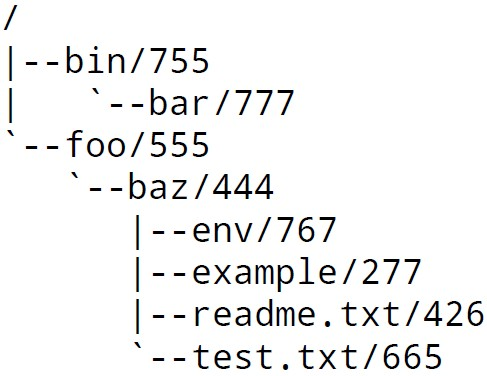 /
|--bin/755
|   `--bar/777
`--foo/555
   `--baz/444
      |--env/767
      |--example/277
      |--readme.txt/426
      `--test.txt/665